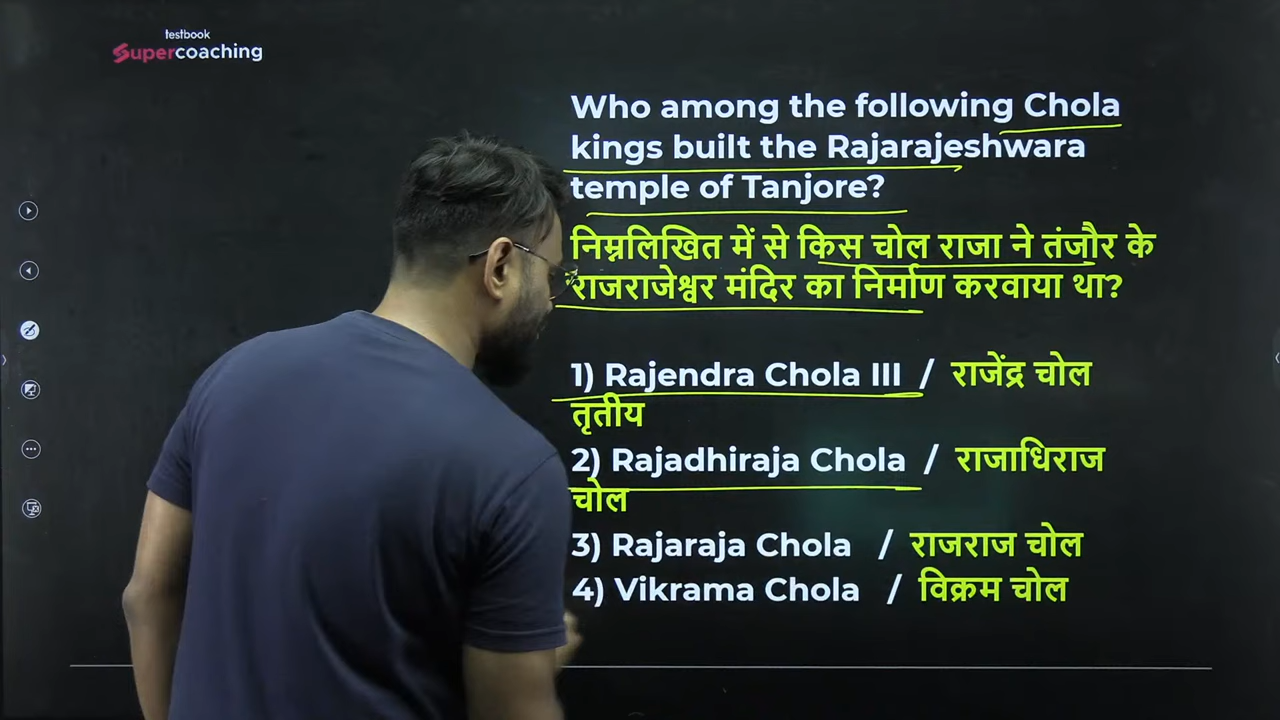 testbook
Supercoaching
Who among the following Chola
kings built the Rajarajeshwara
temple of Tanjore?
निम्नलिखित में से किस चोल राजा ने तंजौर के
राजराजेश्वर मंदिर का निर्माण करवाया था?
1) Rajendra Chola III / राजेंद्र चोल
तृतीय
2) Rajadhiraja Chola / राजाधिराज
चोल
3) Rajaraja Chola / राजराज चोल
4) Vikrama Chola / विक्रम चोल